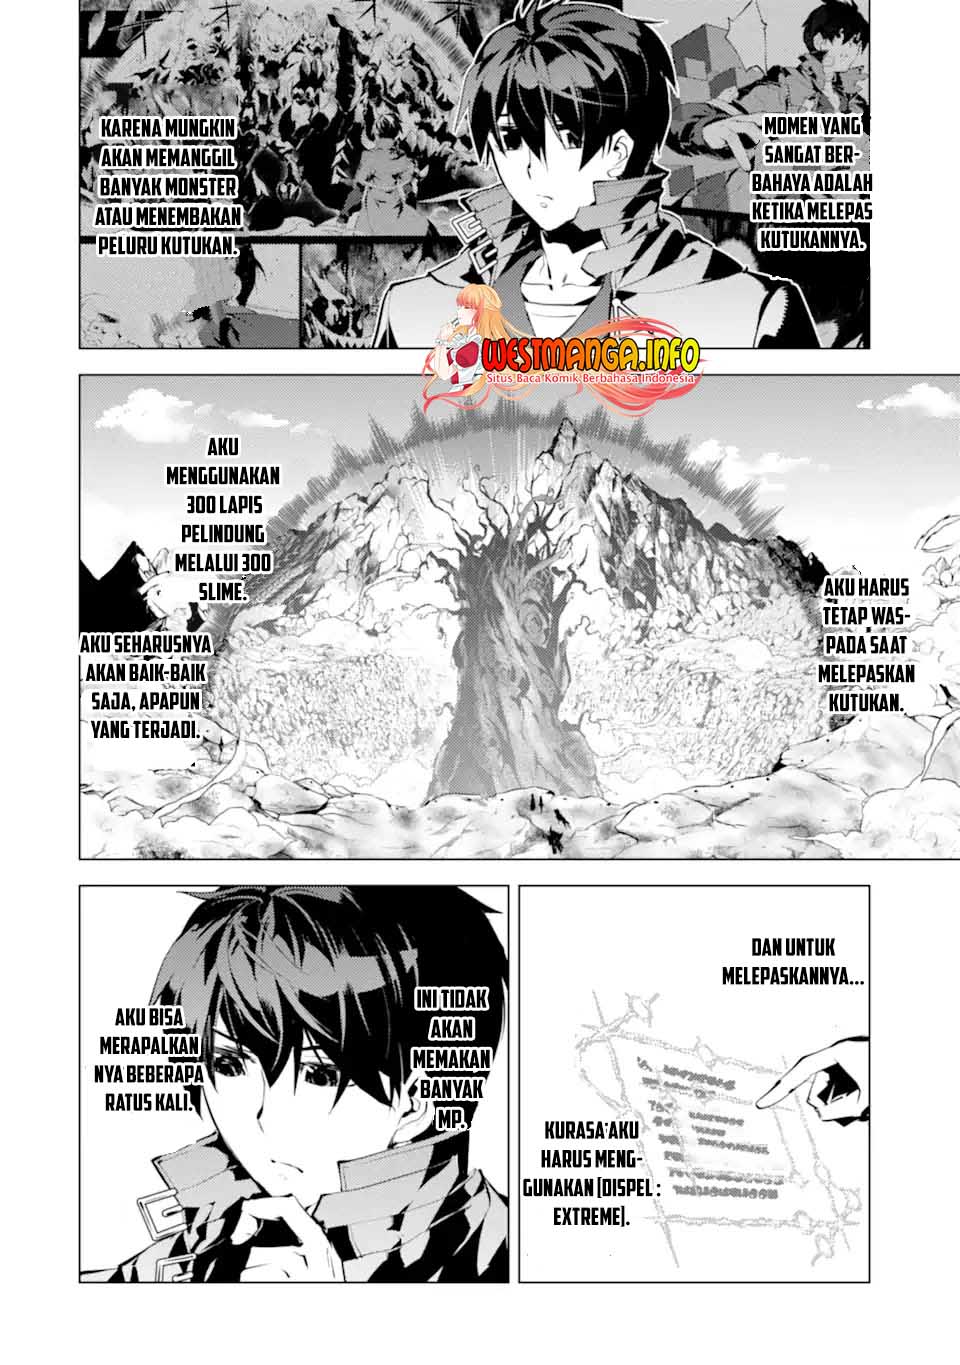 MOMEN YANG
SANGAT BER-
BAHAYA ADALAH
KETIKA MELEPAS
KUTUKANNYA.
KARENA MUNGKIN
AKAN MEMANGGIL
BANYAK MONSTER
ATAU MENEMBAKAN
PELURU KUTUKAN.
WESTMANGA.INFO
Situs Baca Komik Berbahasa Indonesia
AKU HARUS
TETAP WAS-
PADA SAAT
MELEPASKAN
KUTUKAN.
AKU
MENGGUNAKAN
300 LAPIS
PELINDUNG
MELALUI 300
SLIME.
AKU SEHARUSNYA
AKAN BAIK-BAIK
SAJA, APAPUN
YANG TERJADI.
DAN UNTUK
MELEPASKANNYA...
KURASA AKU
HARUS MENG-
GUNAKAN [DISPEL :
EXTREME].
INI TIDAK
AKAN
MEMAKAN
BANYAK
MP.
AKU BISA
MERAPALKAN
NYA BEBERAPA
RATUS KALI.